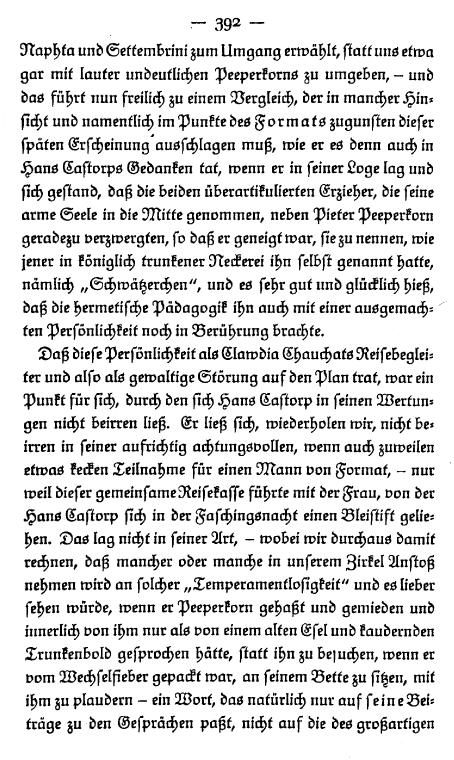 — 392 —
Naphta und Settembrini zum Umgang erwählt, statt uns etwa
gar mit lauter undeutlichen Peeperkorns zu umgeben, – und
das führt nun freilich zu einem Vergleich, der in mancher Hin-
sicht und namentlich im Punkte des Formats zugunsten dieser
späten Erscheinung ausschlagen muß, wie er es denn auch in
Hans Castorps Gedanken tat, wenn er in seiner Loge lag und
sich gestand, daß die beiden überartikulierten Erzieher, die seine
arme Seele in die Mitte genommen, neben Pieter Peeperkorn
geradezu verzwergten, so daß er geneigt war, sie zu nennen, wie
jener in königlich trunkener Neckerei ihn selbst genannt hatte,
nämlich „Schwätzerchen“, und es sehr gut und glücklich hieß,
daß die hermetische Pädagogik ihn auch mit einer ausgemach-
ten Persönlichkeit noch in Berührung brachte.
Daß diese Persönlichkeit als Clawdia Chauchats Reisebeglei-
ter und also als gewaltige Störung auf den Plan trat, war ein
Punkt für sich, durch den sich Hans Castorp in seinen Wertun-
gen nicht beirren ließ. Er ließ sich, wiederholen wir, nicht be-
irren in seiner aufrichtig achtungsvollen, wenn auch zuweilen
etwas kecken Teilnahme für einen Mann von Format, – nur
weil dieser gemeinsame Reisekasse führte mit der Frau, von der
Hans Castorp sich in der Faschingsnacht einen Bleistift gelie-
hen. Das lag nicht in seiner Art, – wobei wir durchaus damit
rechnen, daß mancher oder manche in unserem Zirkel Anstoß
nehmen wird an solcher „Temperamentlosigkeit“ und es lieber
sehen würde, wenn er Peeperkorn gehaßt und gemieden und
innerlich von ihm nur als von einem alten Esel und kaudernden
Trunkenbold gesprochen hätte, statt ihn zu besuchen, wenn er
vom Wechselfieber gepackt war, an seinem Bette zu sitzen, mit
ihm zu plaudern – ein Wort, das natürlich nur auf seine Bei-
träge zu den Gesprächen paßt, nicht auf die des großartigen